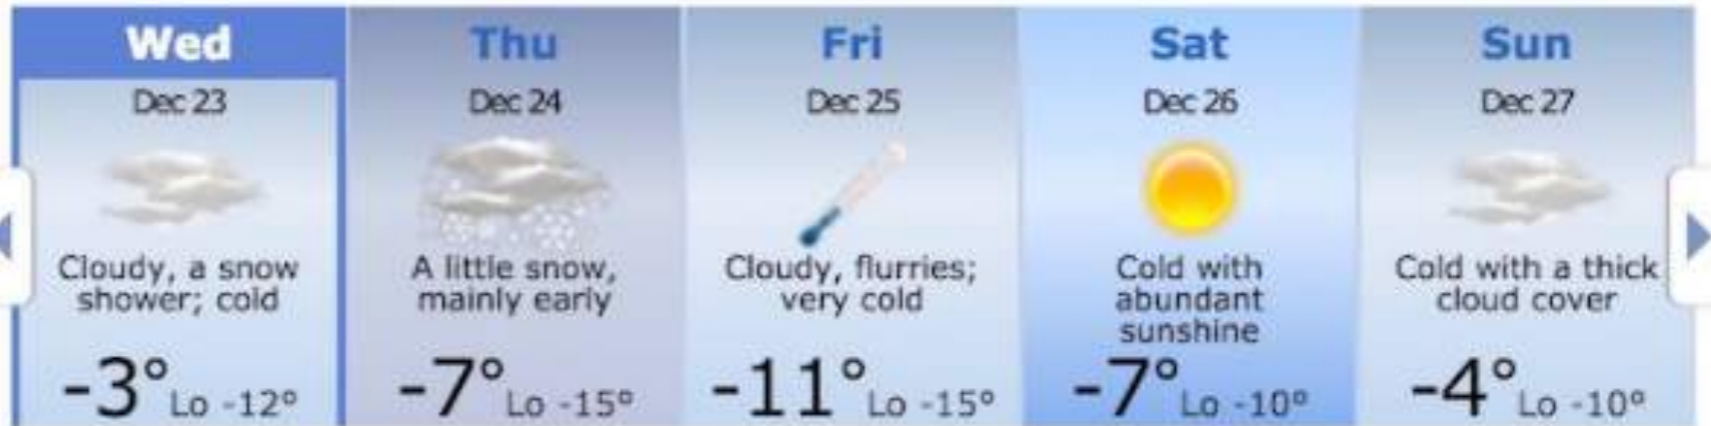 Wed
Dec 23
Cloudy, a snow
shower; cold
-3° Lo -12°
Thu
Dec 24
A little snow,
mainly early
-7° Lo -15°
Fri
Dec 25
Cloudy, flurries;
very cold
-11° Lo -15°
Sat
Dec 26
Cold with
abundant
sunshine
-7° Lo -10°
Sun
Dec 27
Cold with a thick
cloud cover
-4° Lo -10°